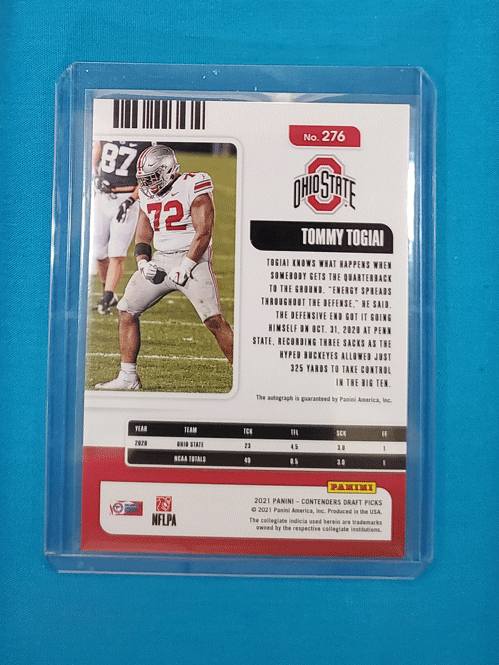 No. 276
OHIO STATE
87
72
TOMMY TOGIAI
TOGIAI KNOWS WHAT HAPPENS WHEN
SOMEBODY GETS THE QUARTERBACK
TO THE GROUND. "ENERGY SPREADS
THROUGHOUT THE DEFENSE," HE SAID.
THE DEFENSIVE END GOT IT GOING
HIMSELF ON OCT. 31, 2020 AT PENN
STATE, RECORDING THREE SACKS AS THE
HYPED BUCKEYES ALLOWED JUST
325 YARDS TO TAKE CONTROL
IN THE BIG TEN.
The autograph is guaranteed by Panini America, Inc.
YEAR TEAM TCK TFL SCK FF
2020 OHIO STATE 23 4.5 3.0 1
NCAA TOTALS 49 8.5 3.0 1
PANINI
2021 PANINI – CONTENDERS DRAFT PICKS
© 2021 Panini America, Inc. Produced in the USA.
The collegiate indicia used herein are trademarks
owned by the respective collegiate institutions.
NFLPA